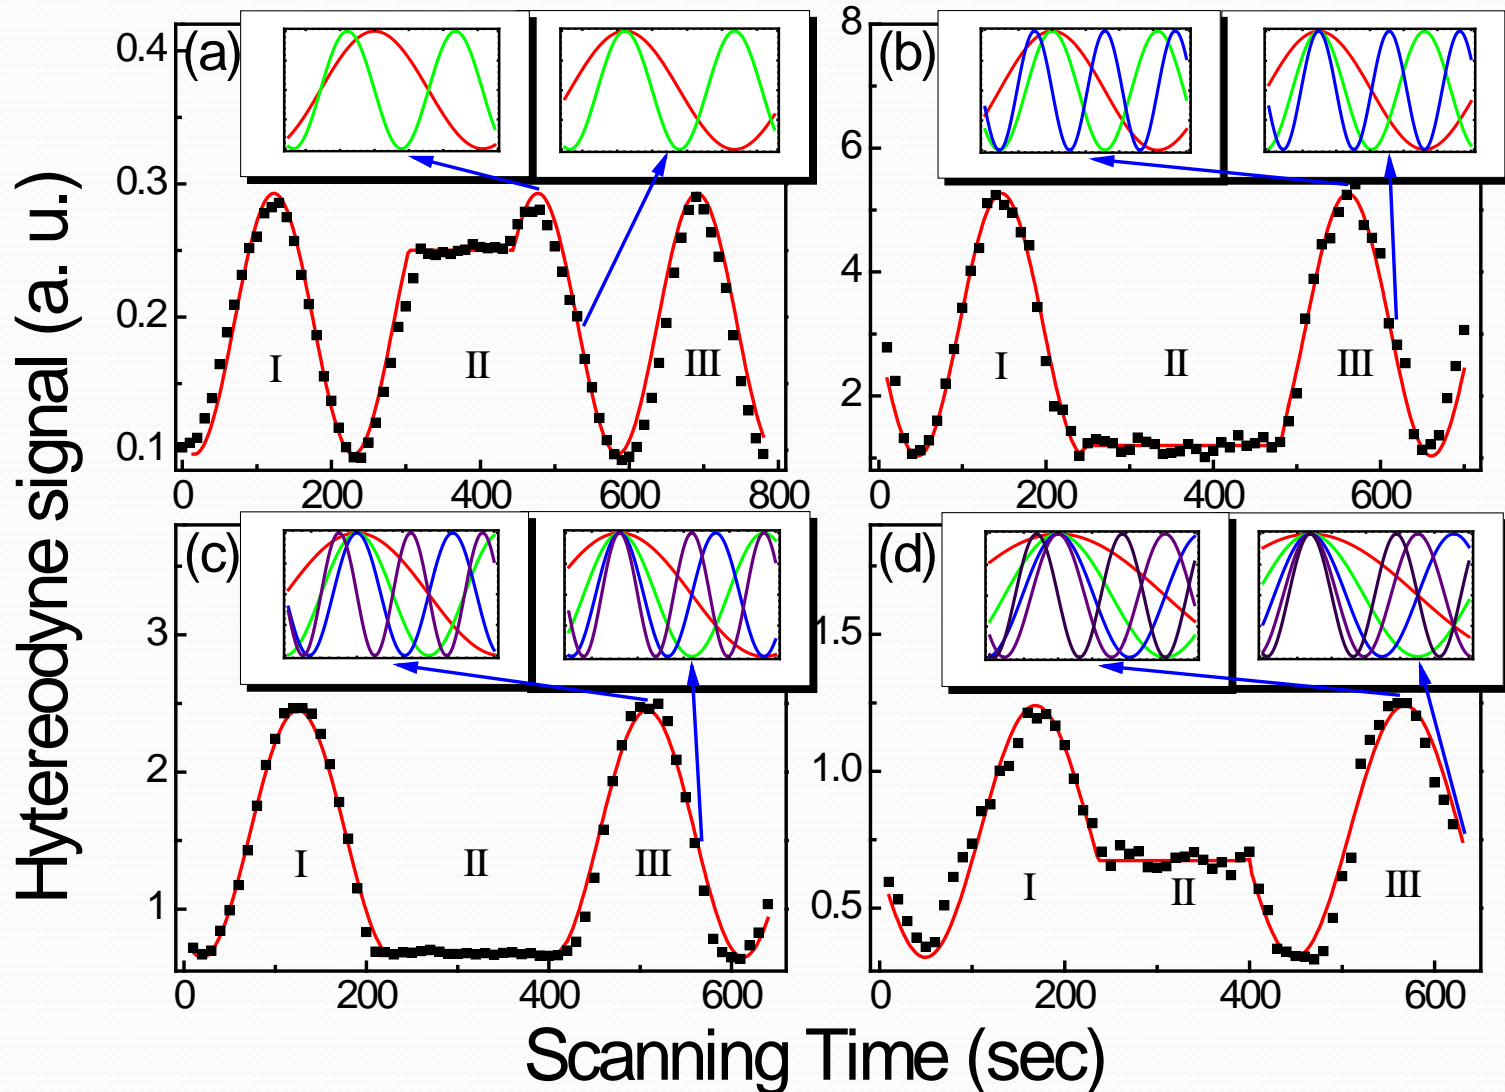 Hytereodyne signal (a. u.)
(a)
0.4
0.3
0.2
0.1
I
II
III
0
200
400
600
800
(b)
8
6
4
2
I
II
III
0
200
400
600
(c)
3
2
1
I
II
III
0
200
400
600
(d)
1.5
1.0
0.5
I
II
III
0
200
400
600
Scanning Time (sec)